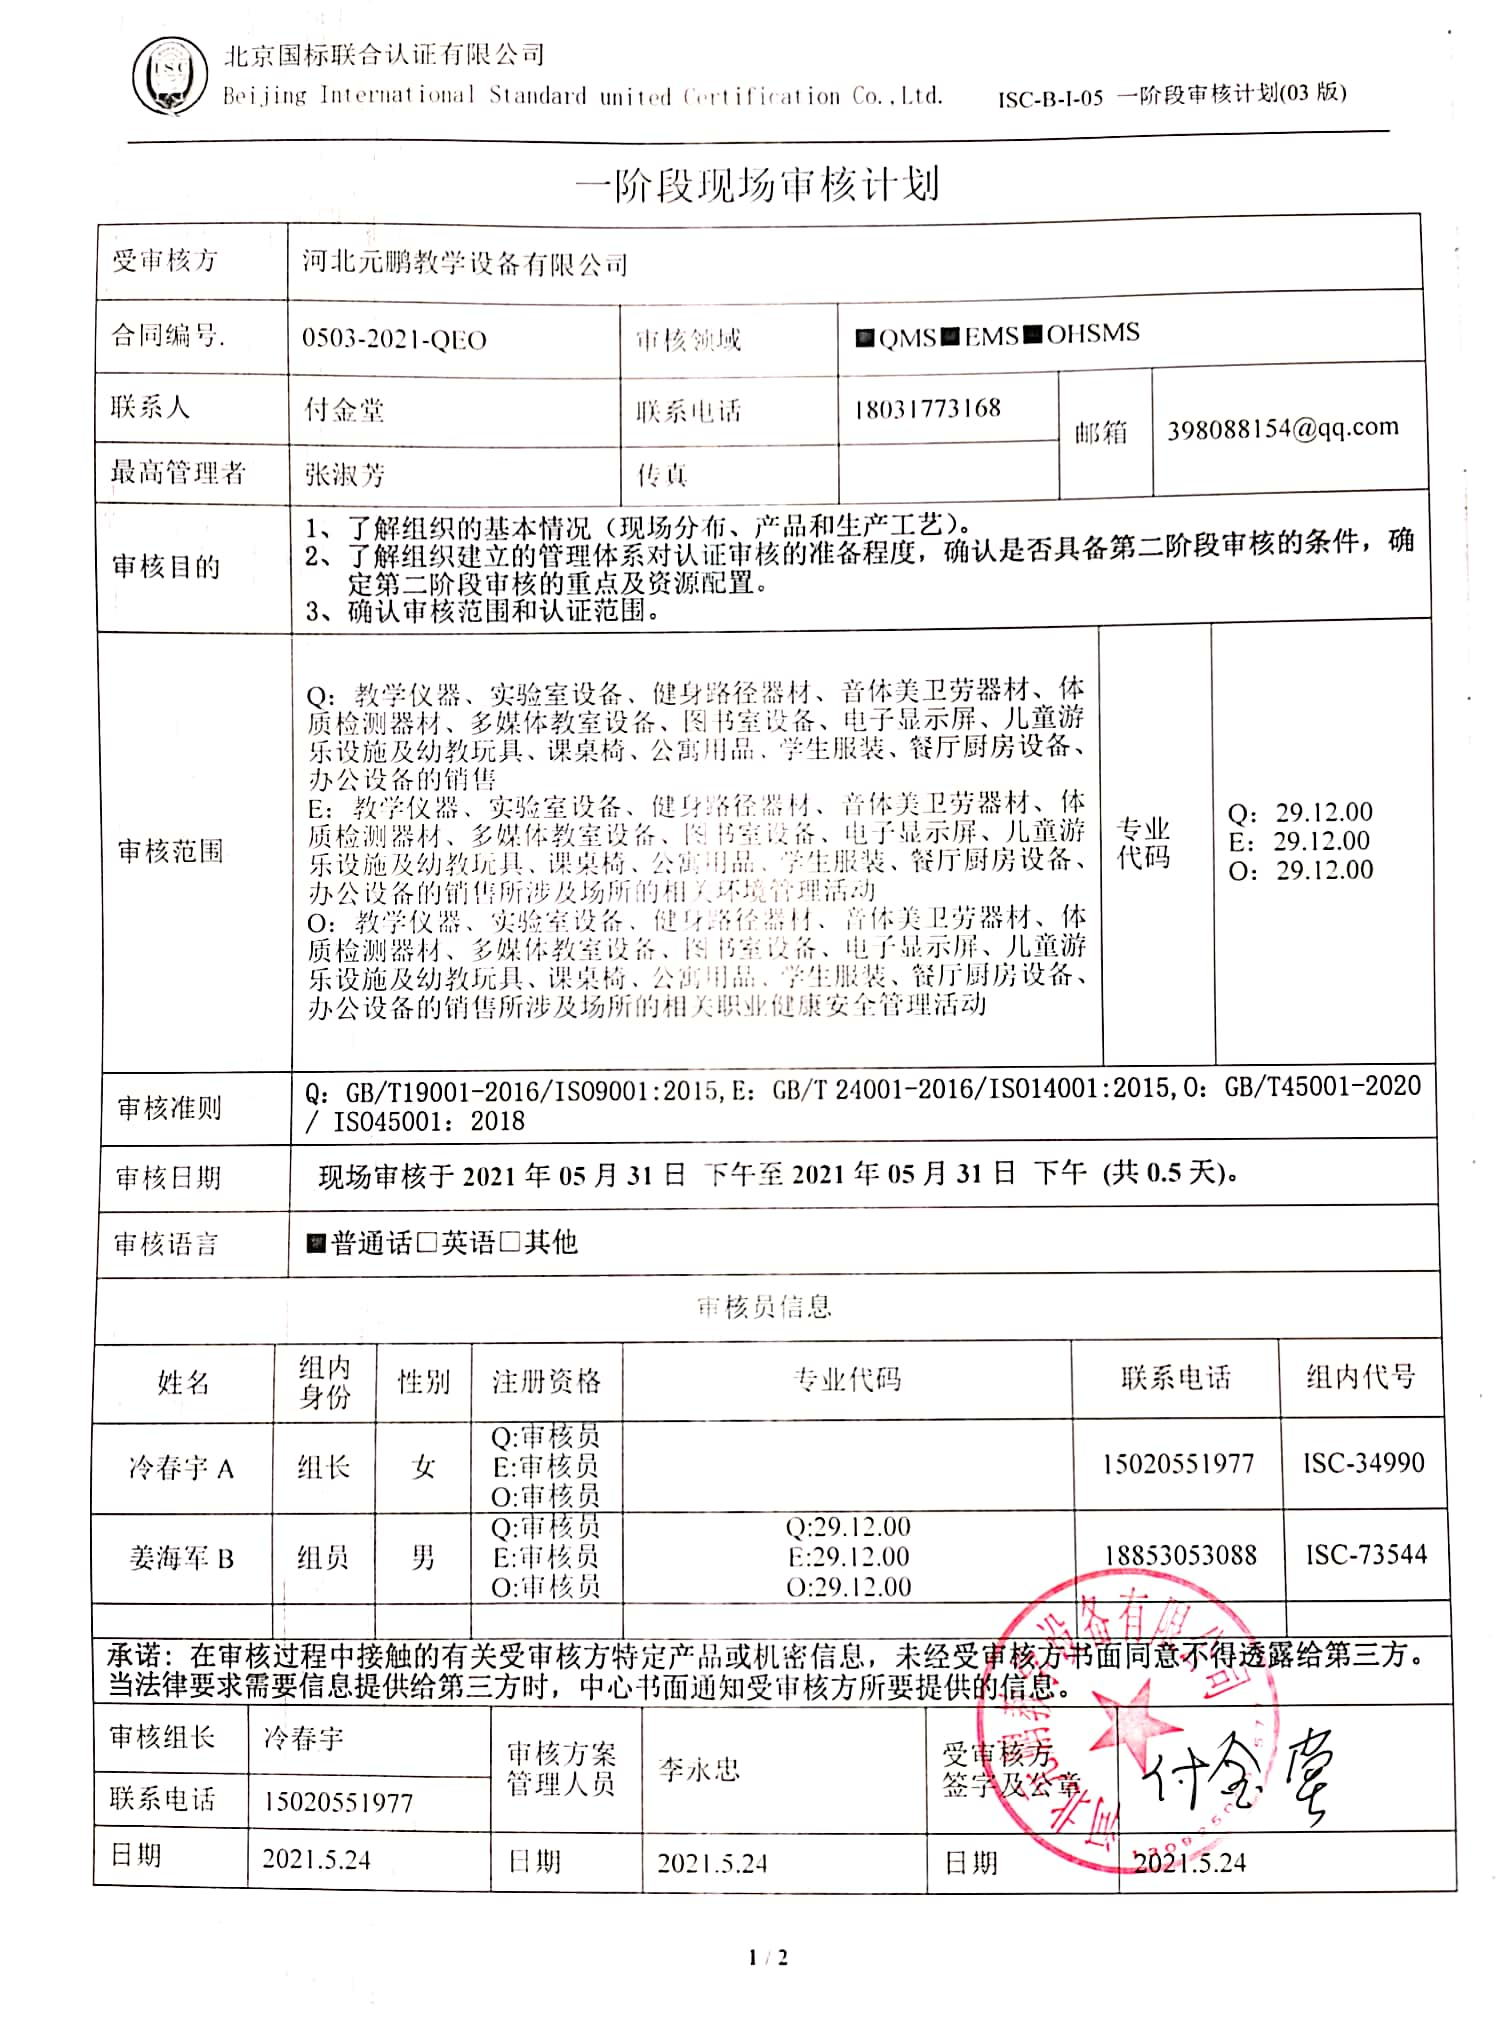 ISC
北京国标联合认证有限公司
Beijing International Standard united Certification Co.,Ltd.
ISC-B-I-05 一阶段审核计划(03 版)
一阶段现场审核计划
受审核方
河北元鹏教学设备有限公司
合同编号.
0503-2021-QEO
审核领域
■QMS■EMS■OHSMS
联系人
付金堂
联系电话
18031773168
邮箱
398088154@qq.com
最高管理者
张淑芳
传真
审核目的
1、了解组织的基本情况（现场分布、产品和生产工艺）。
2、了解组织建立的管理体系对认证审核的准备程度，确认是否具备第二阶段审核的条件，确
定第二阶段审核的重点及资源配置。
3、确认审核范围和认证范围。
审核范围
Q：教学仪器、实验室设备、健身路径器材、音体美卫劳器材、体
质检测器材、多媒体教室设备、图书室设备、电子显示屏、儿童游
乐设施及幼教玩具、课桌椅、公寓用品、学生服装、餐厅厨房设备、
办公设备的销售
E：教学仪器、实验室设备、健身路径器材、音体美卫劳器材、体
质检测器材、多媒体教室设备、图书室设备、电子显示屏、儿童游
乐设施及幼教玩具、课桌椅、公寓用品、学生服装、餐厅厨房设备、
办公设备的销售所涉及场所的相关环境管理活动
O：教学仪器、实验室设备、健身路径器材、音体美卫劳器材、体
质检测器材、多媒体教室设备、图书室设备、电子显示屏、儿童游
乐设施及幼教玩具、课桌椅、公寓用品、学生服装、餐厅厨房设备、
办公设备的销售所涉及场所的相关职业健康安全管理活动
专业
代码
Q：29.12.00
E：29.12.00
O：29.12.00
审核准则
Q：GB/T19001-2016/ISO9001:2015,E：GB/T 24001-2016/ISO14001:2015,O：GB/T45001-2020
/ ISO45001：2018
审核日期
现场审核于 2021 年 05 月 31 日 下午至 2021 年 05 月 31 日 下午 (共 0.5 天)。
审核语言
■普通话□英语□其他
审核员信息
姓名
组内
身份
性别
注册资格
专业代码
联系电话
组内代号
冷春宇 A
组长
女
Q:审核员
E:审核员
O:审核员
15020551977
ISC-34990
姜海军 B
组员
男
Q:审核员
E:审核员
O:审核员
Q:29.12.00
E:29.12.00
O:29.12.00
18853053088
ISC-73544
承诺：在审核过程中接触的有关受审核方特定产品或机密信息，未经受审核方书面同意不得透露给第三方。
当法律要求需要信息提供给第三方时，中心书面通知受审核方所要提供的信息。
审核组长
冷春宇
审核方案
管理人员
李永忠
受审核方
签字及公章
付金堂
河北元鹏教学设备有限公司
联系电话
15020551977
日期
2021.5.24
日期
2021.5.24
日期
2021.5.24
1 / 2